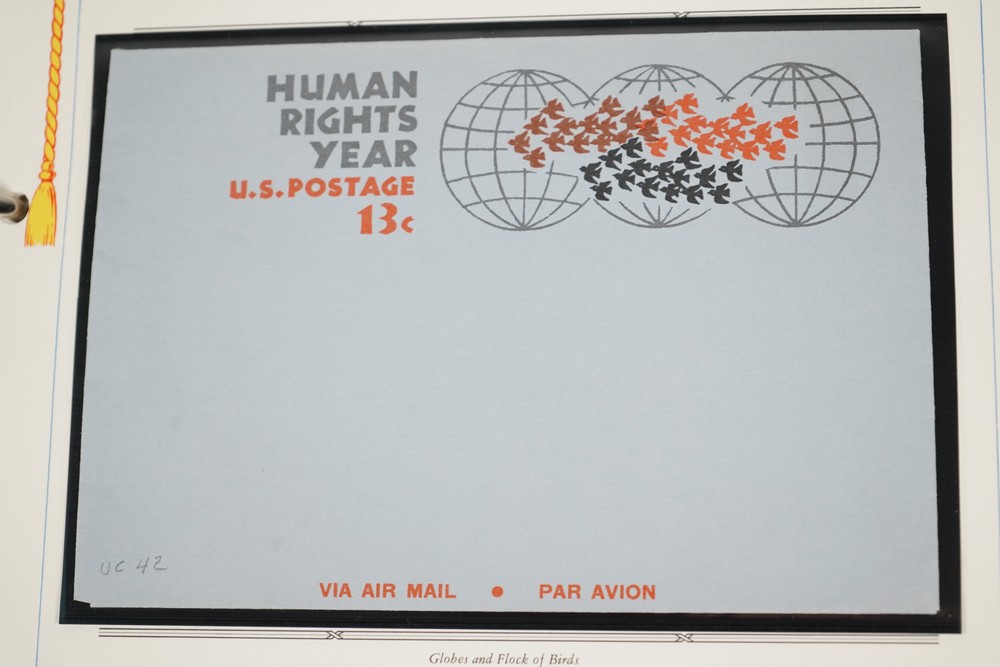 HUMAN
RIGHTS
YEAR
U.S. POSTAGE
13c
UC 42
VIA AIR MAIL • PAR AVION
Globes and Flock of Birds